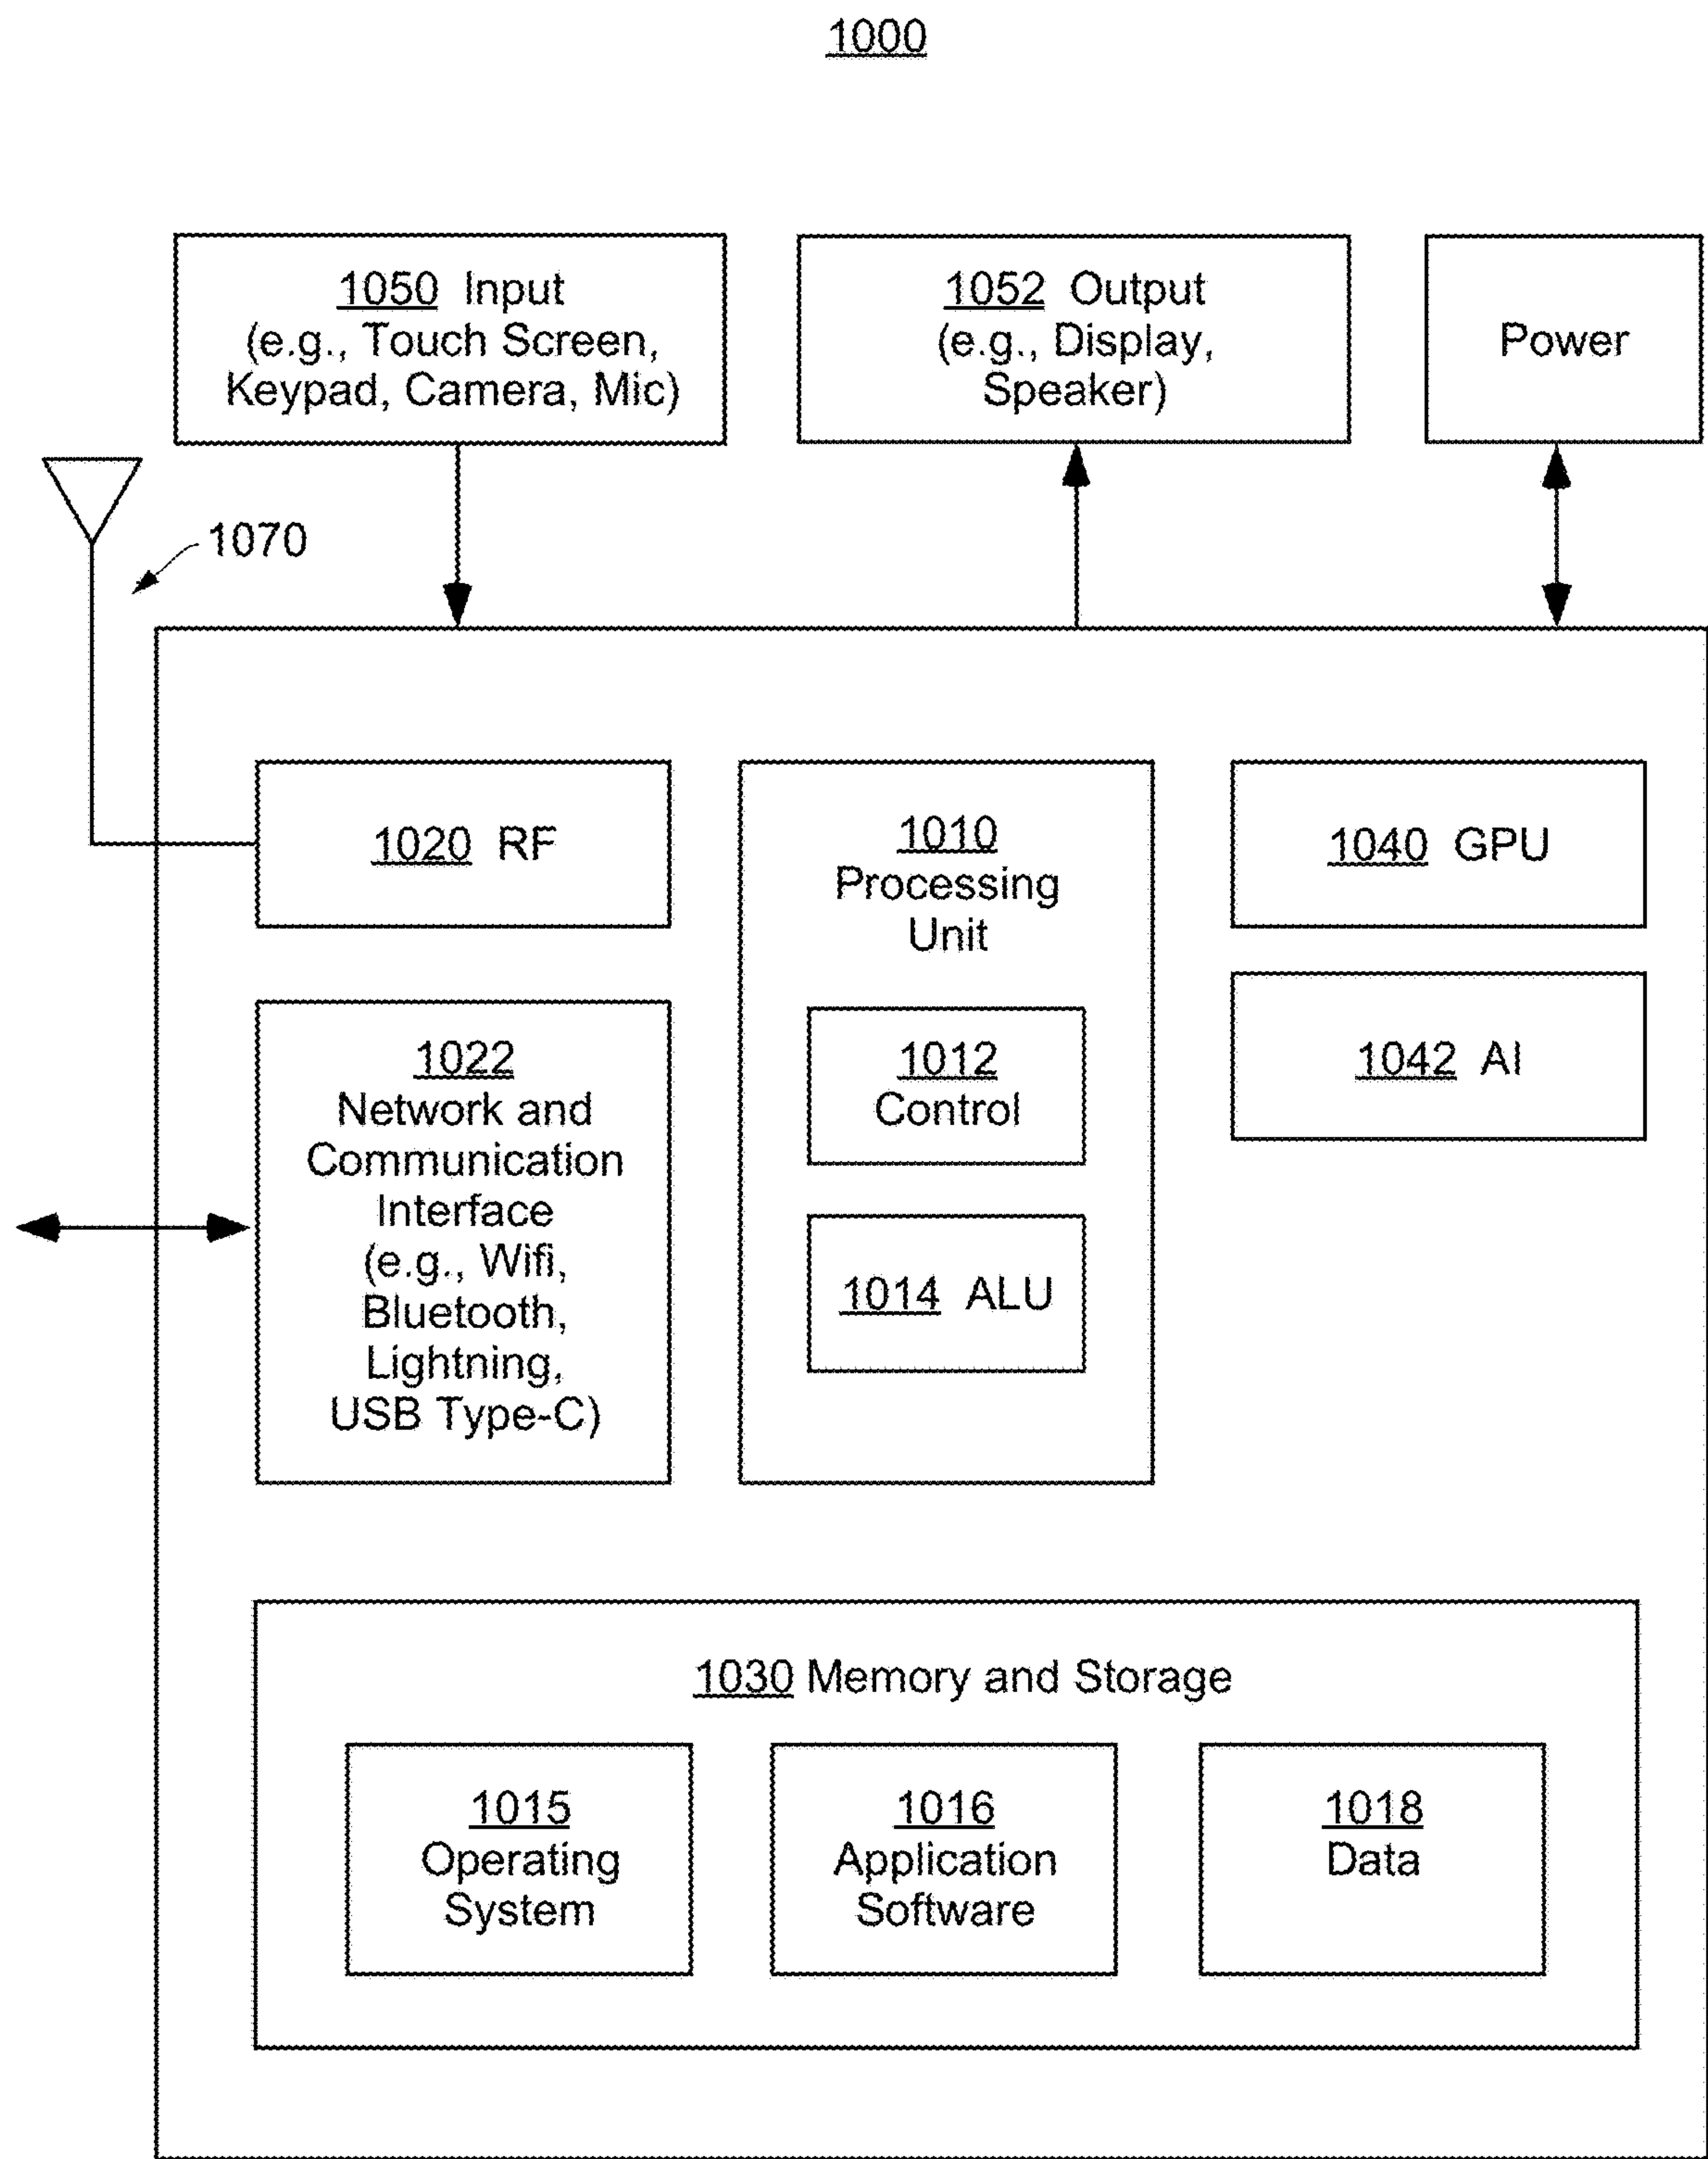 1000
1050 Input
(e.g., Touch Screen,
Keypad, Camera, Mic)
1052 Output
(e.g., Display,
Speaker)
Power
1070
1020 RF
1010
Processing
Unit
1040 GPU
1022
Network and
Communication
Interface
(e.g., Wifi,
Bluetooth,
Lightning,
USB Type-C)
1012
Control
1042 AI
1014 ALU
1030 Memory and Storage
1015
Operating
System
1016
Application
Software
1018
Data